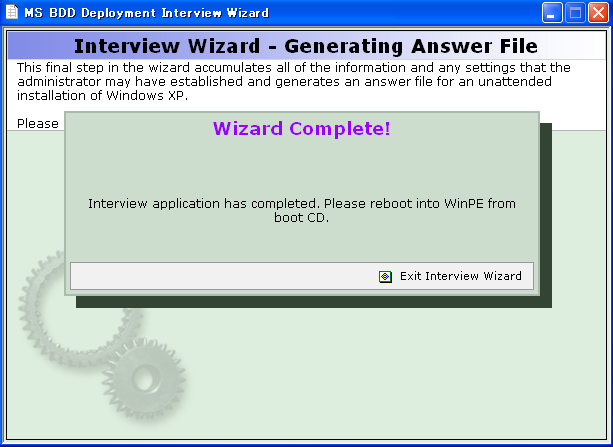 MS BDD Deployment Interview Wizard
Interview Wizard - Generating Answer File
This final step in the wizard accumulates all of the information and any settings that the
administrator may have established and generates an answer file for an unattended
installation of Windows XP.
Please
Wizard Complete!
Interview application has completed. Please reboot into WinPE from
boot CD.
Exit Interview Wizard